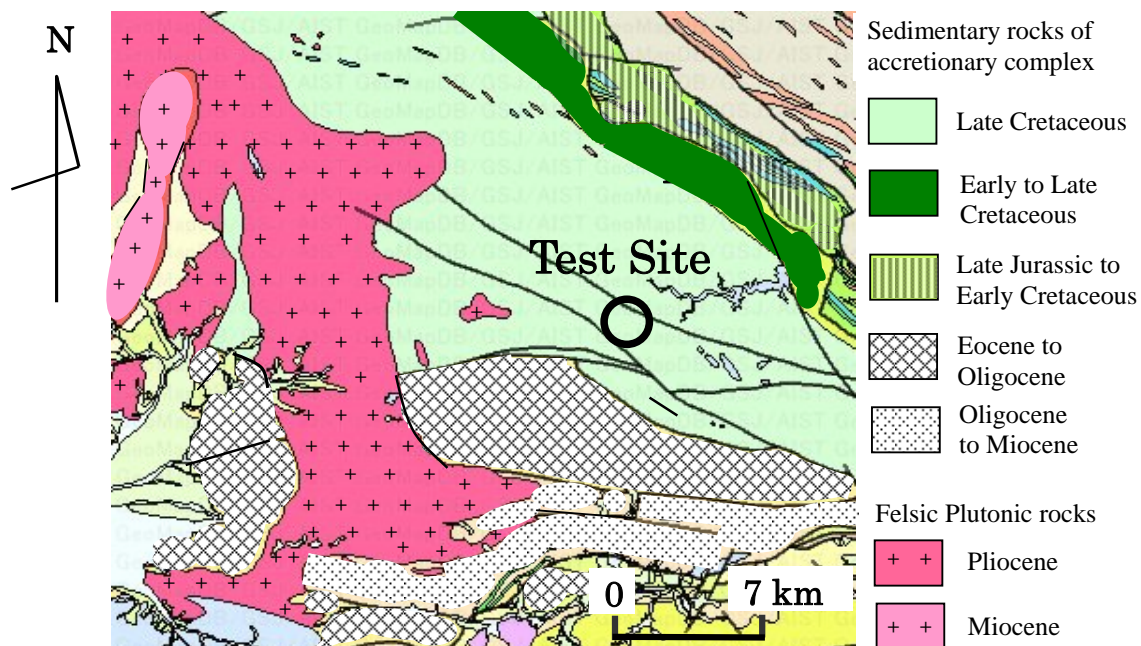 N
Test Site
0 7 km
Sedimentary rocks of
accretionary complex
Late Cretaceous
Early to Late
Cretaceous
Late Jurassic to
Early Cretaceous
Eocene to
Oligocene
Oligocene
to Miocene
Felsic Plutonic rocks
Pliocene
Miocene